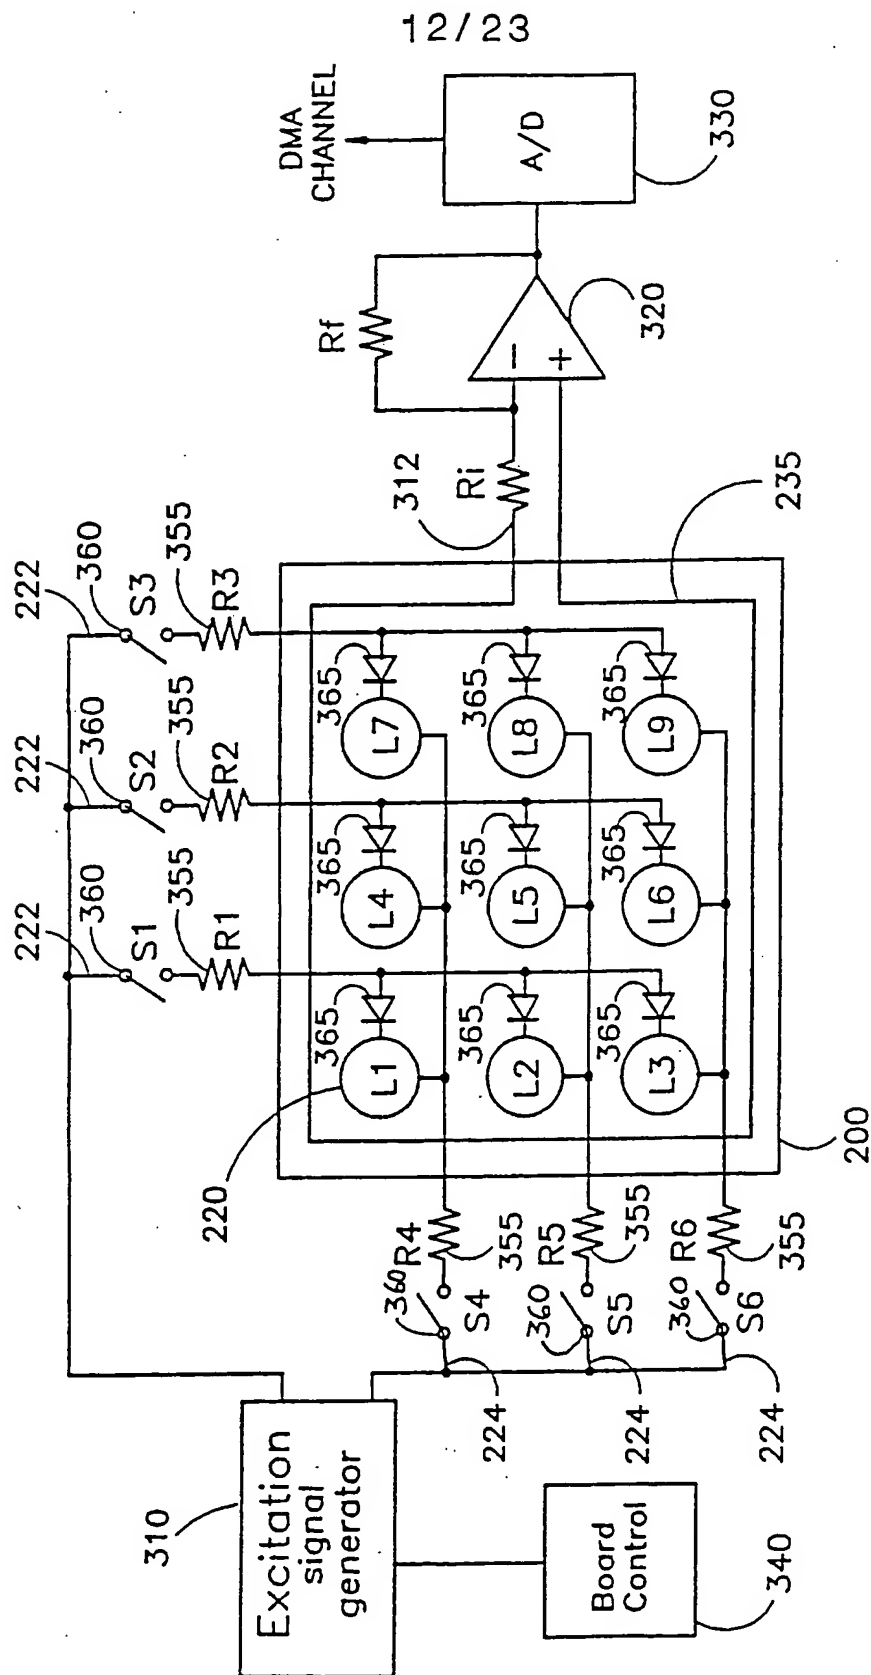 12/23
DMA
CHANNEL
A/D
330
Rf
320
312
Ri
235
222
360
S3
355
R3
222
360
S2
355
R2
222
360
S1
355
R1
365
L7
365
L8
365
L9
365
L4
365
L5
365
L6
365
L1
365
L2
365
L3
220
200
360
R4
S4
355
224
360
R5
S5
355
224
360
R6
S6
355
224
310
Excitation
signal
generator
Board
Control
340
−
+